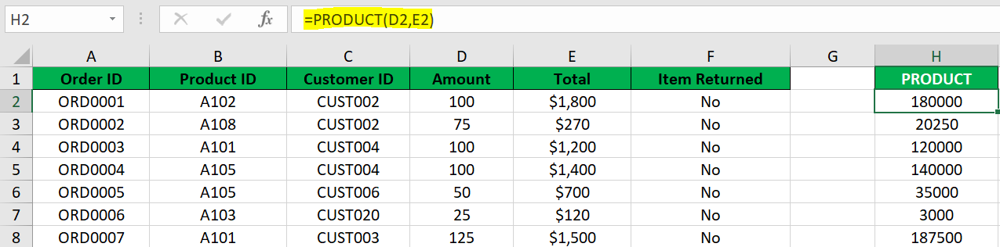 H2 fx =PRODUCT(D2,E2)
A B C D E F G H
1 Order ID Product ID Customer ID Amount Total Item Returned PRODUCT
2 ORD0001 A102 CUST002 100 $1,800 No 180000
3 ORD0002 A108 CUST002 75 $270 No 20250
4 ORD0003 A101 CUST004 100 $1,200 No 120000
5 ORD0004 A105 CUST004 100 $1,400 No 140000
6 ORD0005 A105 CUST006 50 $700 No 35000
7 ORD0006 A103 CUST020 25 $120 No 3000
8 ORD0007 A101 CUST003 125 $1,500 No 187500